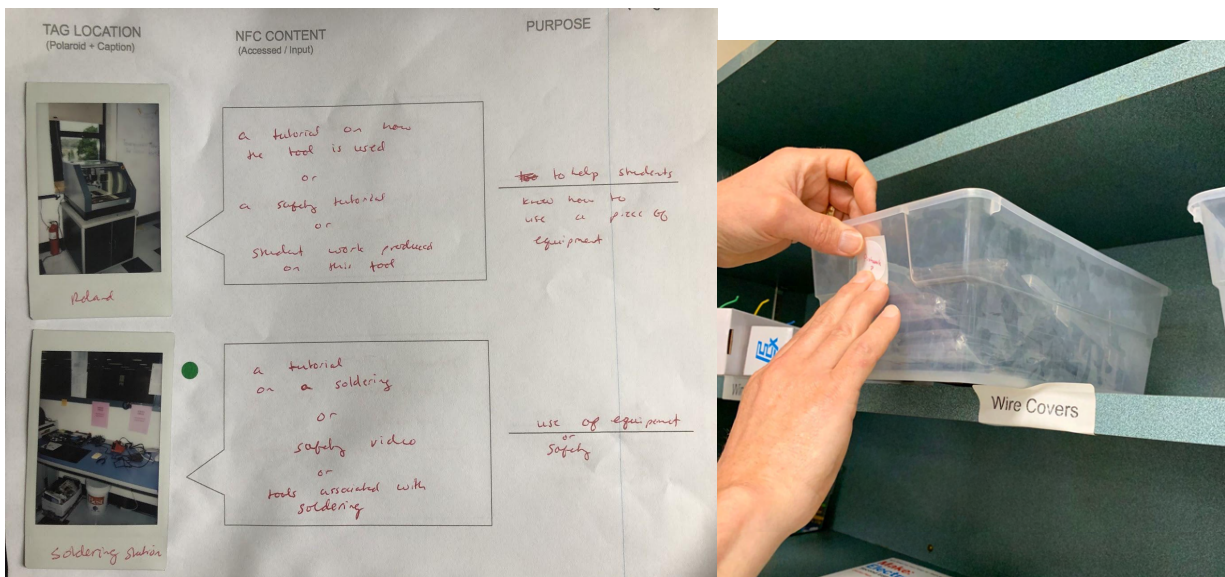 TAG LOCATION
(Polaroid + Caption)
NFC CONTENT
(Accessed / Input)
PURPOSE
a tutorial on how
the tool is used
or
a safety tutorial
or
student work produced
on this tool
to help students
know how to
use a piece of
equipment
Roland
a tutorial
on a soldering
or
safety video
or
tools associated with
soldering
use of equipment
or
safety
Soldering station
Wire Covers
Wir
Make:
Electr